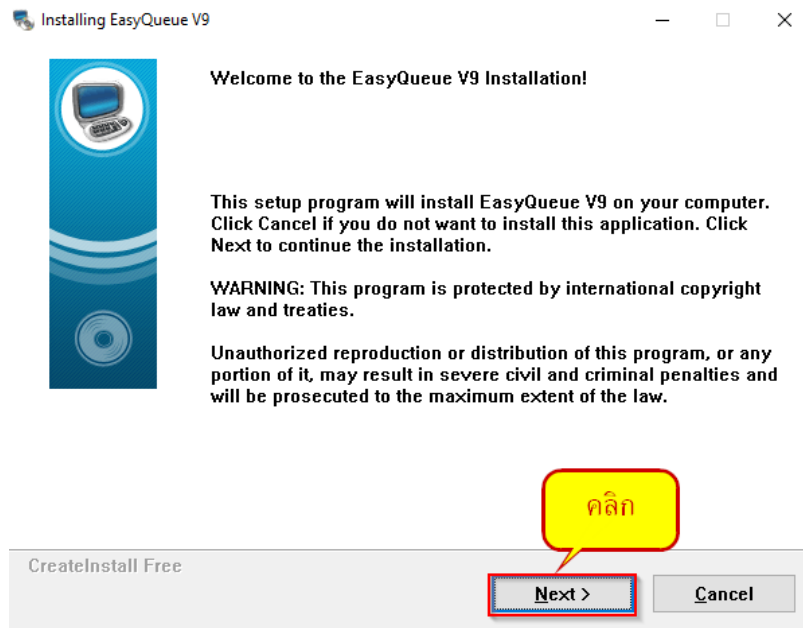 Installing EasyQueue V9
Welcome to the EasyQueue V9 Installation!
This setup program will install EasyQueue V9 on your computer.
Click Cancel if you do not want to install this application. Click
Next to continue the installation.
WARNING: This program is protected by international copyright
law and treaties.
Unauthorized reproduction or distribution of this program, or any
portion of it, may result in severe civil and criminal penalties and
will be prosecuted to the maximum extent of the law.
คลิก
CreateInstall Free
Next >
Cancel